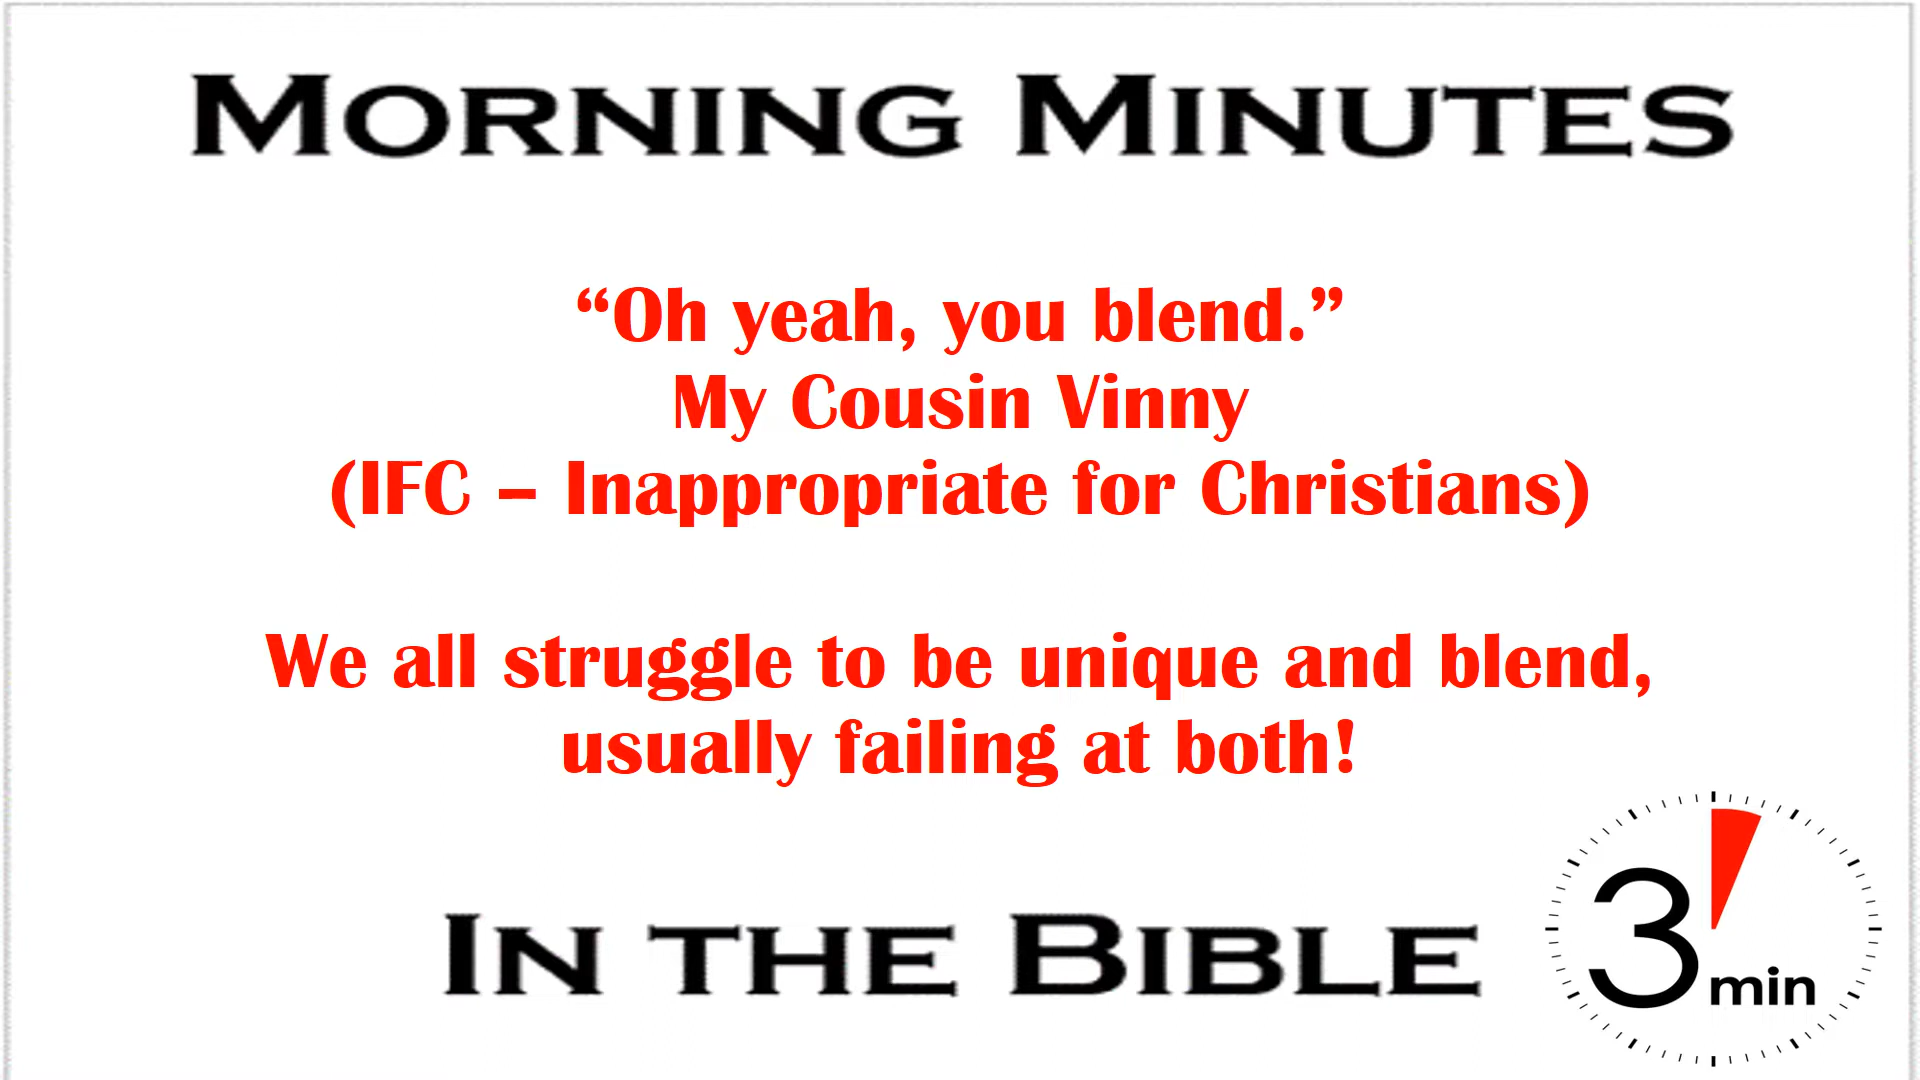 MORNING MINUTES
“Oh yeah, you blend.”
My Cousin Vinny
(IFC – Inappropriate for Christians)
We all struggle to be unique and blend,
usually failing at both!
IN THE BIBLE
3 min